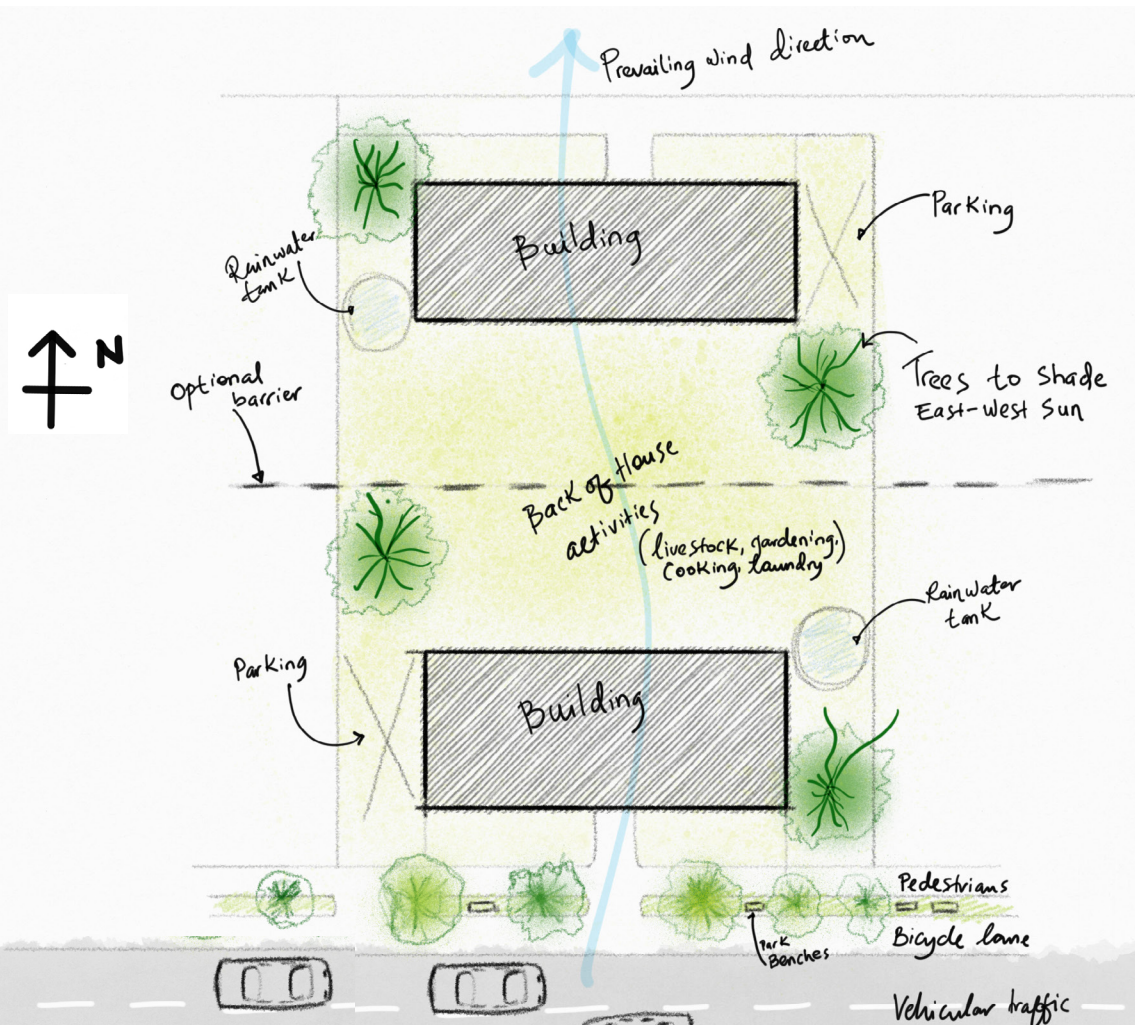 Prevailing wind direction
Building
Parking
Rainwater
tank
N
Optional
barrier
Trees to shade
East-West Sun
Back of House
activities
(livestock, gardening,
cooking, laundry)
Rainwater
tank
Parking
Building
Pedestrians
Bicycle lane
Park
Benches
Vehicular traffic